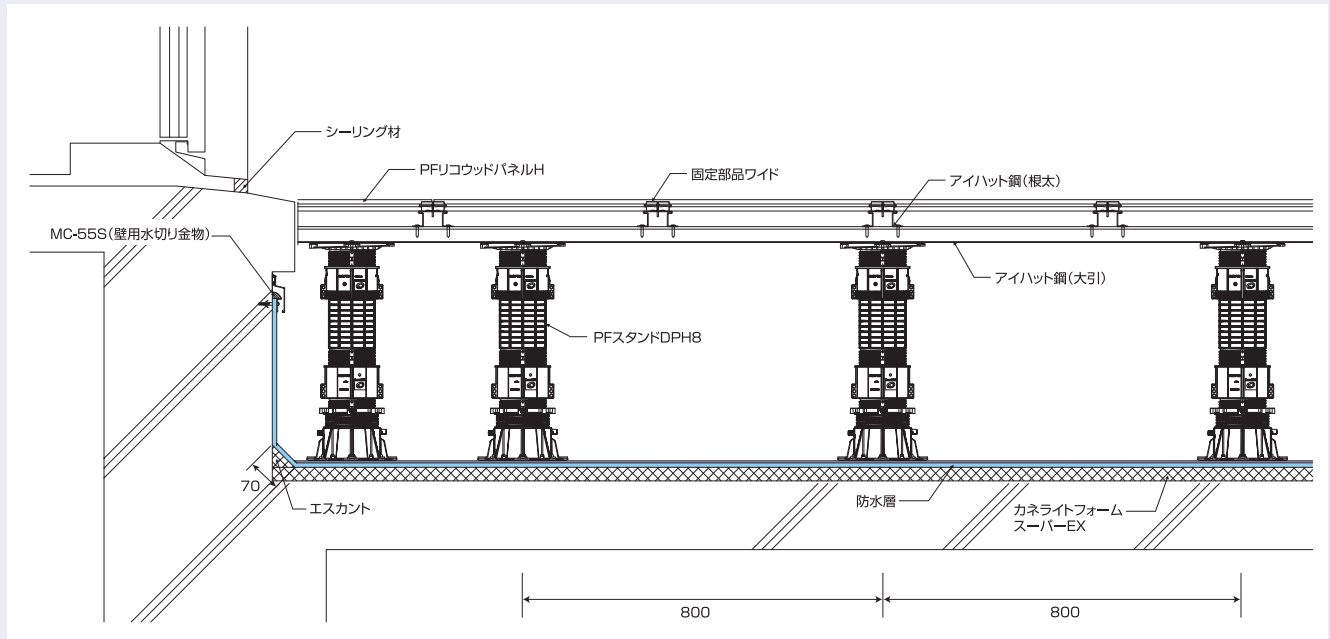 シーリング材
PFリコウッドパネルH
固定部品ワイド
アイハット鋼(根太)
MC-55S(壁用水切り金物)
アイハット鋼(大引)
PFスタンドDPH8
70
エスカント
防水層
カネライトフォーム
スーパーEX
800
800